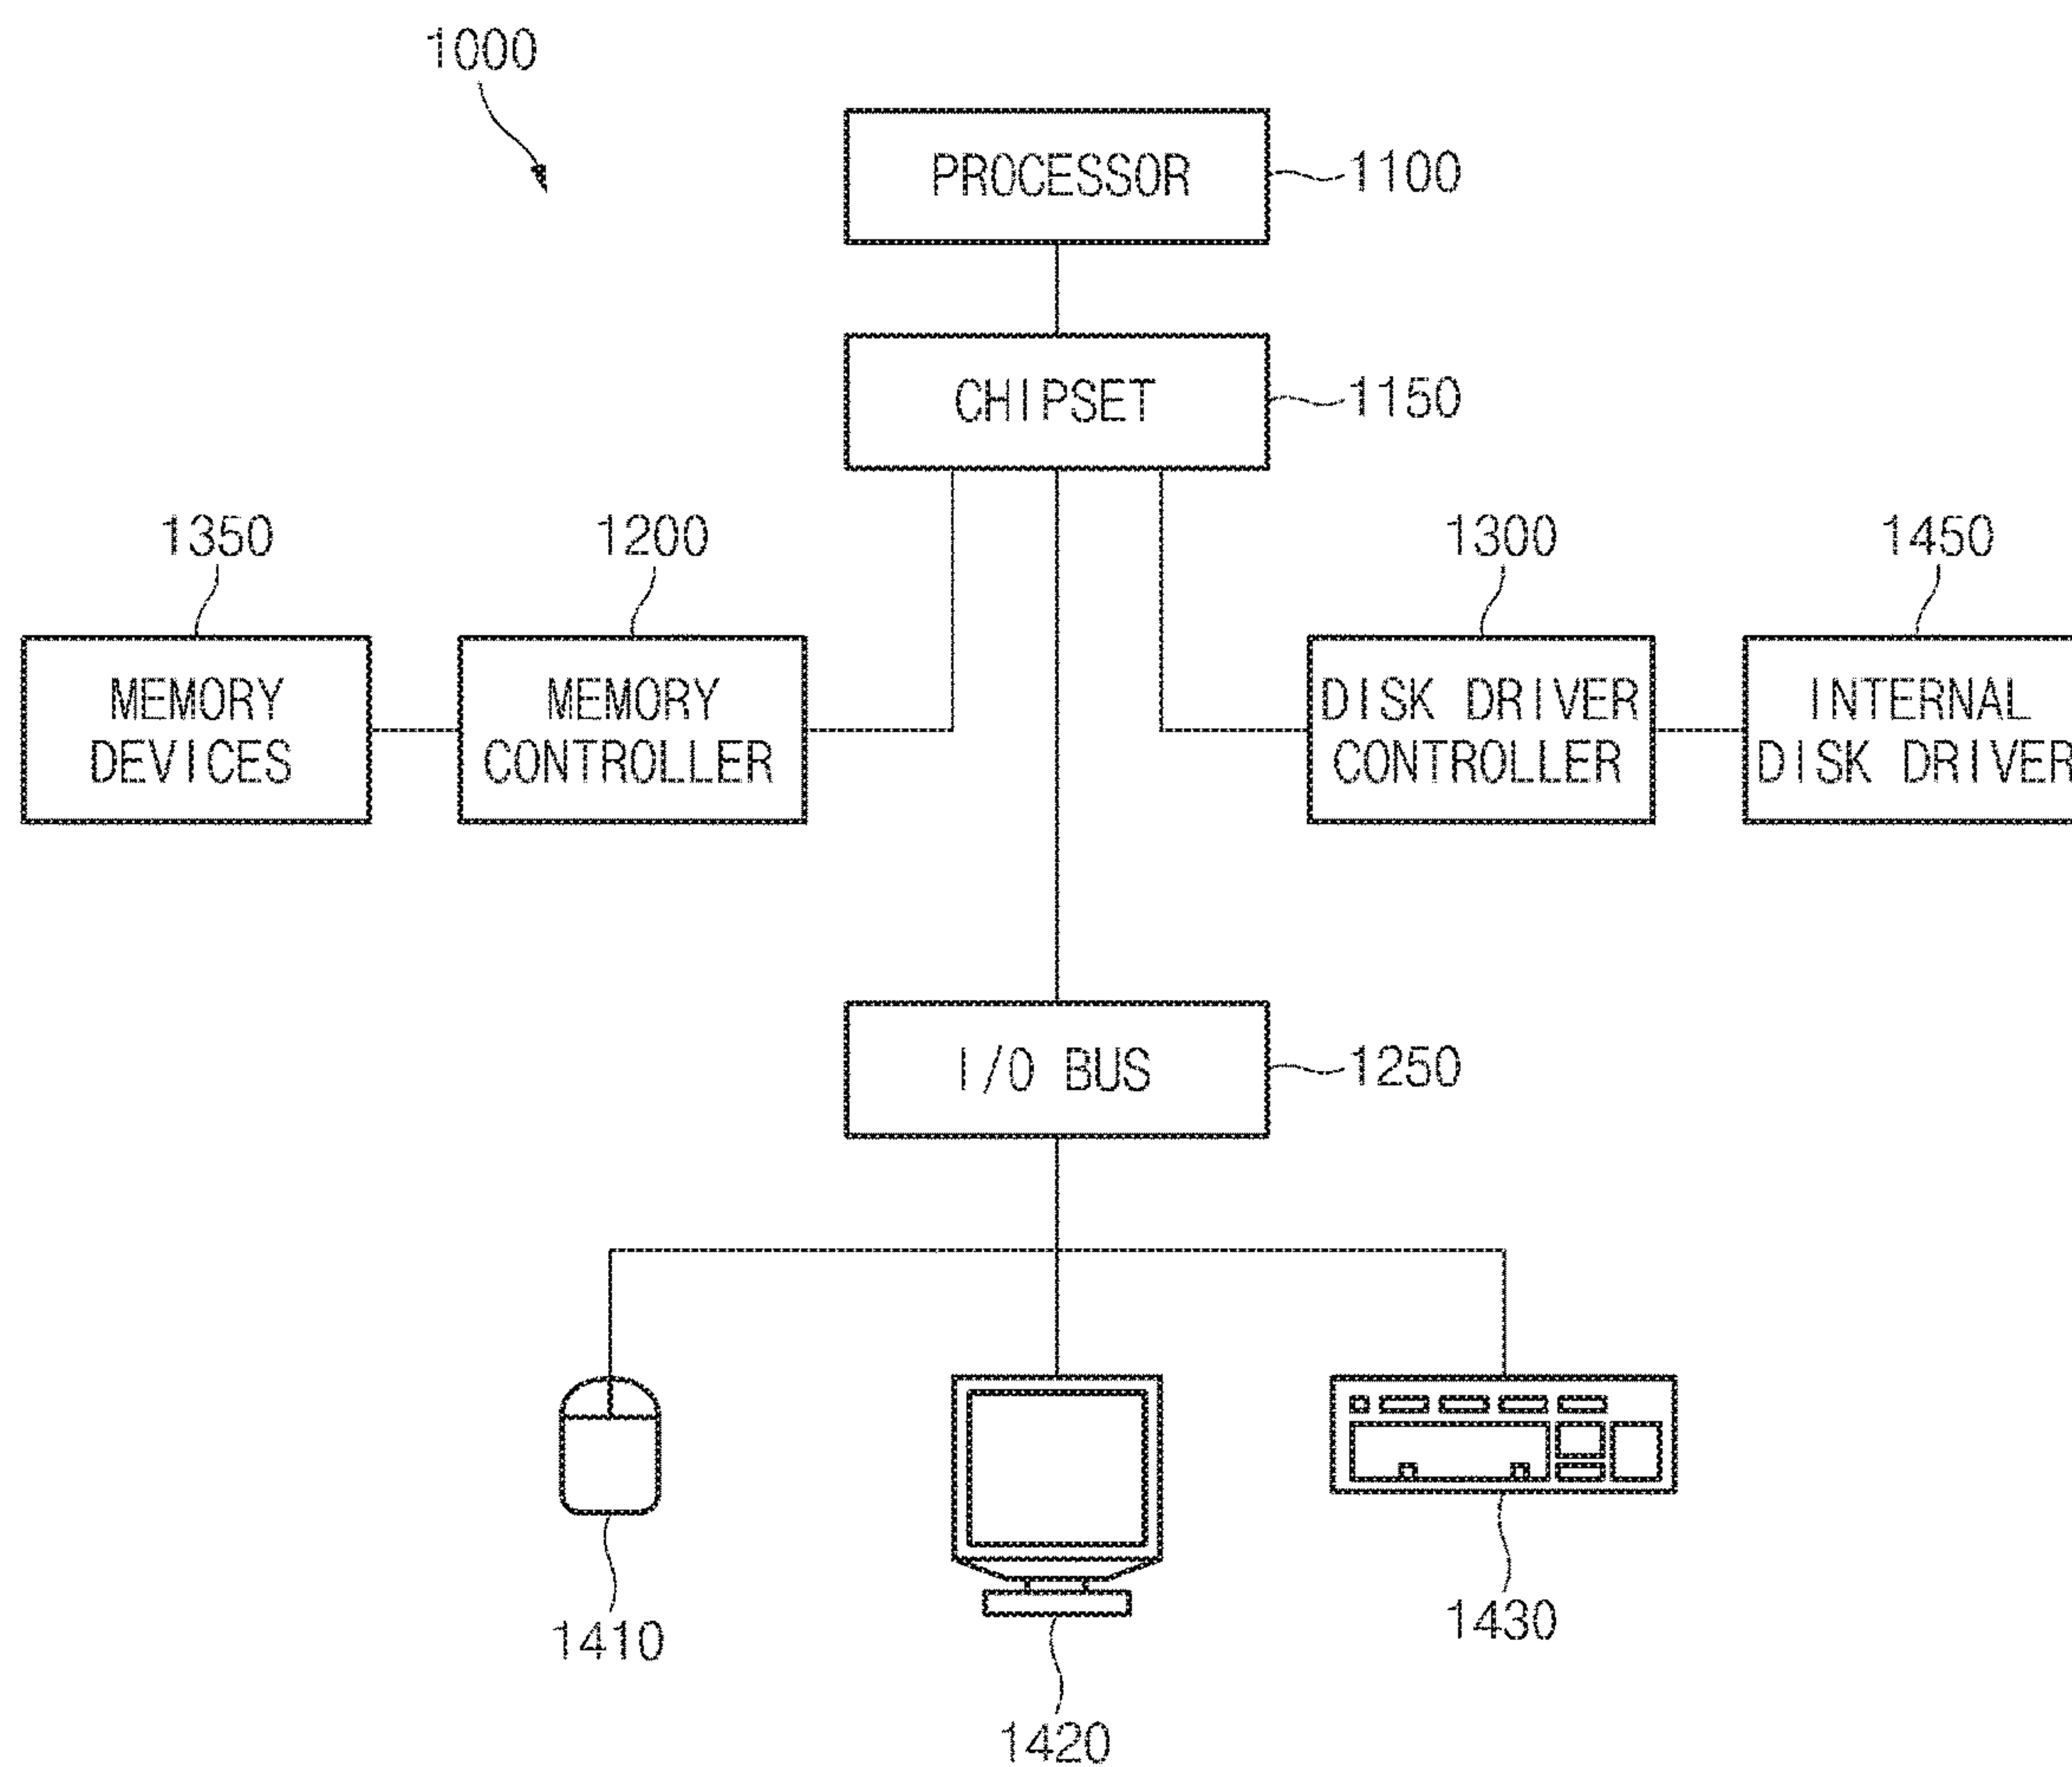 1000
PROCESSOR
1100
CHIPSET
1150
1350
1200
1300
1450
MEMORY
DEVICES
MEMORY
CONTROLLER
DISK DRIVER
CONTROLLER
INTERNAL
DISK DRIVER
I/O BUS
1250
1410
1420
1430